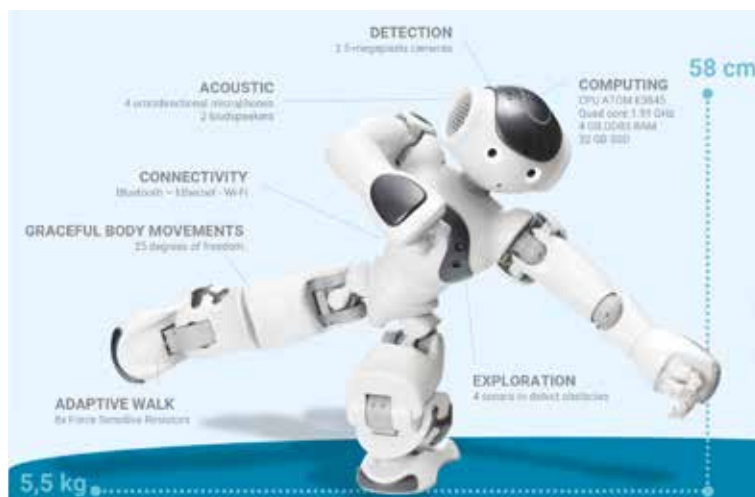 DETECTION
2 5-megapixels cameras
58 cm
ACOUSTIC
4 omnidirectional microphones
2 loudspeakers
COMPUTING
CPU ATOM E3845
Quad core 1.91 GHz
4 GB DDR3 RAM
32 GB SSD
CONNECTIVITY
Bluetooth – Ethernet - Wi-Fi
GRACEFUL BODY MOVEMENTS
25 degrees of freedom
EXPLORATION
4 sonars to detect obstacles
ADAPTIVE WALK
8x Force Sensitive Resistors
5,5 kg